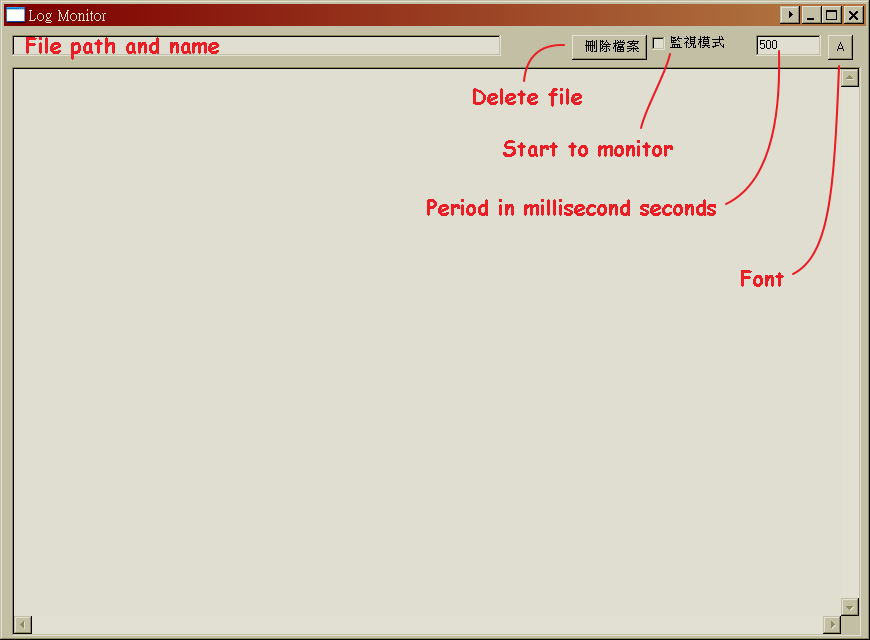 Log Monitor
File path and name
刪除檔案
監視模式
500
A
Delete file
Start to monitor
Period in millisecond seconds
Font